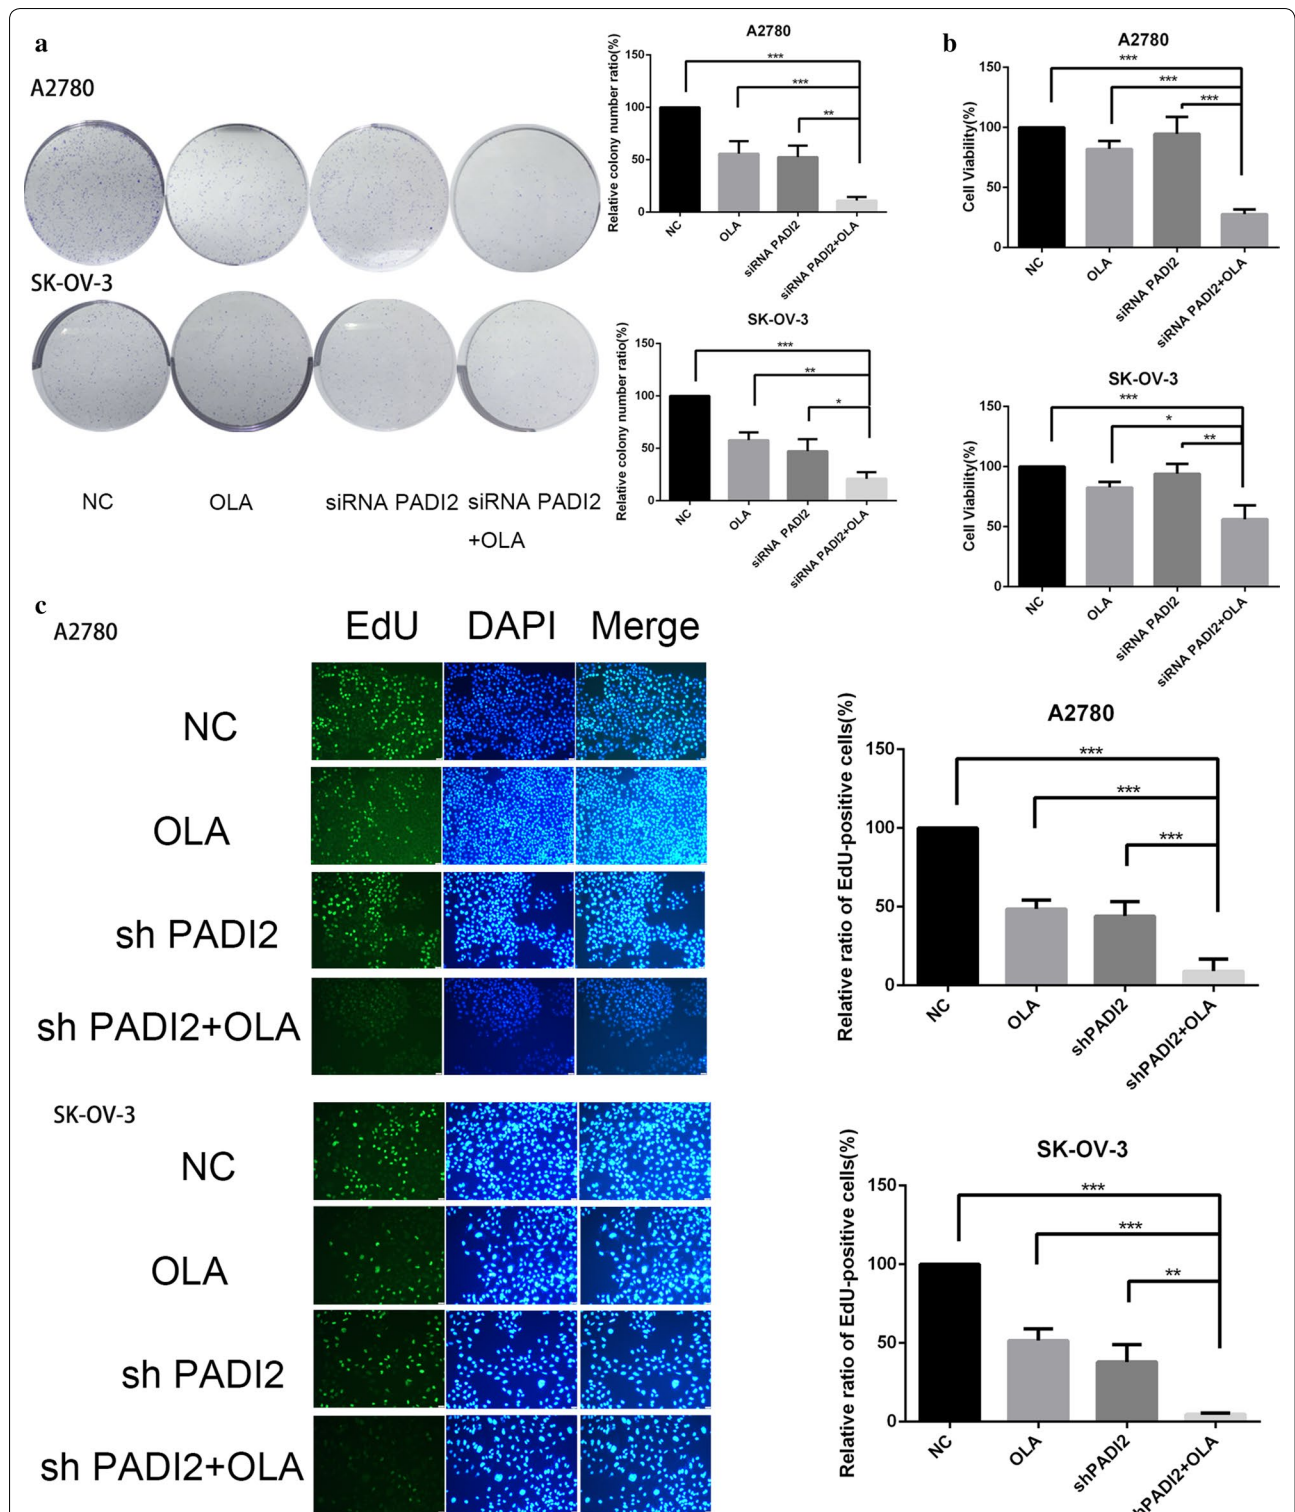 a
A2780
SK-OV-3
NC
OLA
siRNA PADI2
siRNA PADI2
+OLA
A2780
Relative colony number ratio(%)
150
100
50
0
***
***
**
NC
OLA
siRNA PADI2
siRNA PADI2+OLA
SK-OV-3
Relative colony number ratio(%)
150
100
50
0
***
**
*
NC
OLA
siRNA PADI2
siRNA PADI2+OLA
b
A2780
Cell Viability(%)
150
100
50
0
***
***
***
NC
OLA
siRNA PADI2
siRNA PADI2+OLA
SK-OV-3
Cell Viability(%)
150
100
50
0
***
*
**
NC
OLA
siRNA PADI2
siRNA PADI2+OLA
c
A2780
EdU DAPI Merge
NC
OLA
sh PADI2
sh PADI2+OLA
SK-OV-3
NC
OLA
sh PADI2
sh PADI2+OLA
A2780
Relative ratio of EdU-positive cells(%)
150
100
50
0
***
***
***
NC
OLA
shPADI2
shPADI2+OLA
SK-OV-3
Relative ratio of EdU-positive cells(%)
150
100
50
0
***
***
**
NC
OLA
shPADI2
shPADI2+OLA